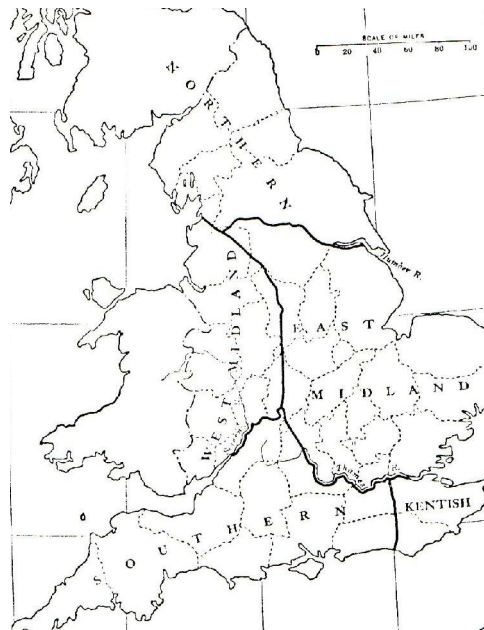 SCALE OF MILES
0 20 40 60 80 100
NORTHERN
Humber R.
WEST MIDLAND
EAST
MIDLAND
Thames R.
KENTISH
SOUTHERN